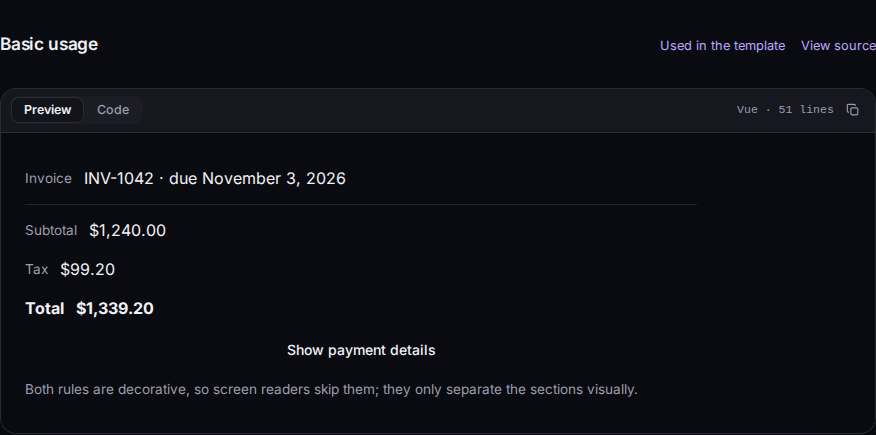 Basic usage Used in the template View source
Preview Code Vue · 51 lines
Invoice INV-1042 · due November 3, 2026
Subtotal $1,240.00
Tax $99.20
Total $1,339.20
Show payment details
Both rules are decorative, so screen readers skip them; they only separate the sections visually.